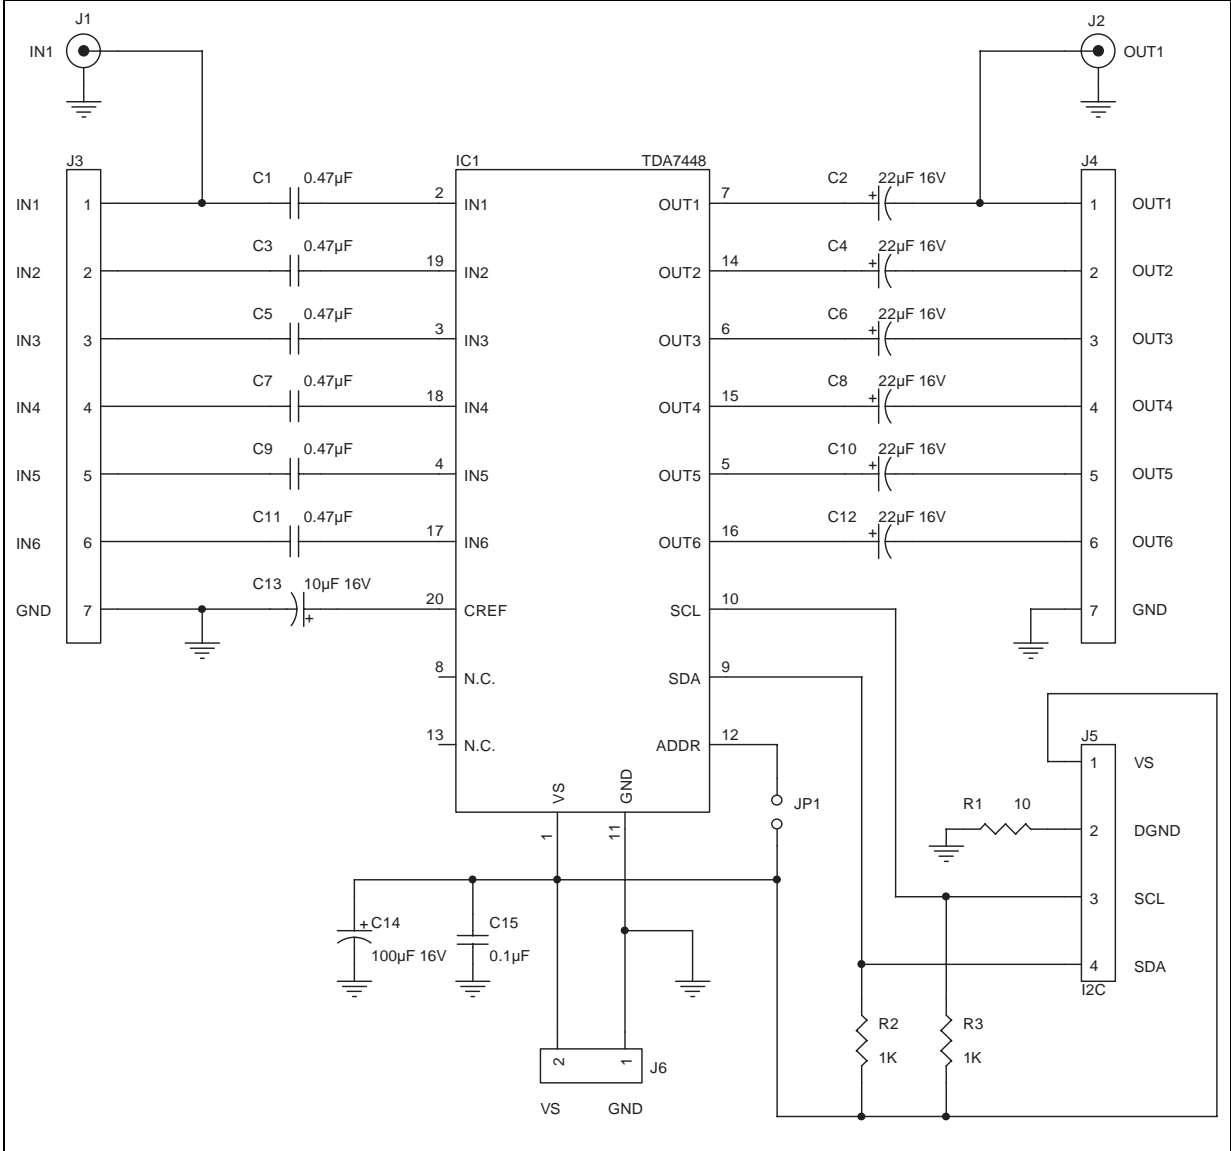 J1
J2
IN1
OUT1
J3
IC1
TDA7448
J4
C1 0.47µF
C2 22µF 16V
IN1 1
2 IN1
OUT1 7
+
1 OUT1
C3 0.47µF
C4 22µF 16V
IN2 2
19 IN2
OUT2 14
+
2 OUT2
C5 0.47µF
C6 22µF 16V
IN3 3
3 IN3
OUT3 6
+
3 OUT3
C7 0.47µF
C8 22µF 16V
IN4 4
18 IN4
OUT4 15
+
4 OUT4
C9 0.47µF
C10 22µF 16V
IN5 5
4 IN5
OUT5 5
+
5 OUT5
C11 0.47µF
C12 22µF 16V
IN6 6
17 IN6
OUT6 16
+
6 OUT6
C13 10µF 16V
GND 7
+
20 CREF
SCL 10
7 GND
8 N.C.
SDA 9
13 N.C.
ADDR 12
J5
1 VS
VS
GND
JP1
R1 10
2 DGND
1
11
3 SCL
+
C14
100µF 16V
C15
0.1µF
4 SDA
I2C
R2
1K
R3
1K
2
1
J6
VS GND